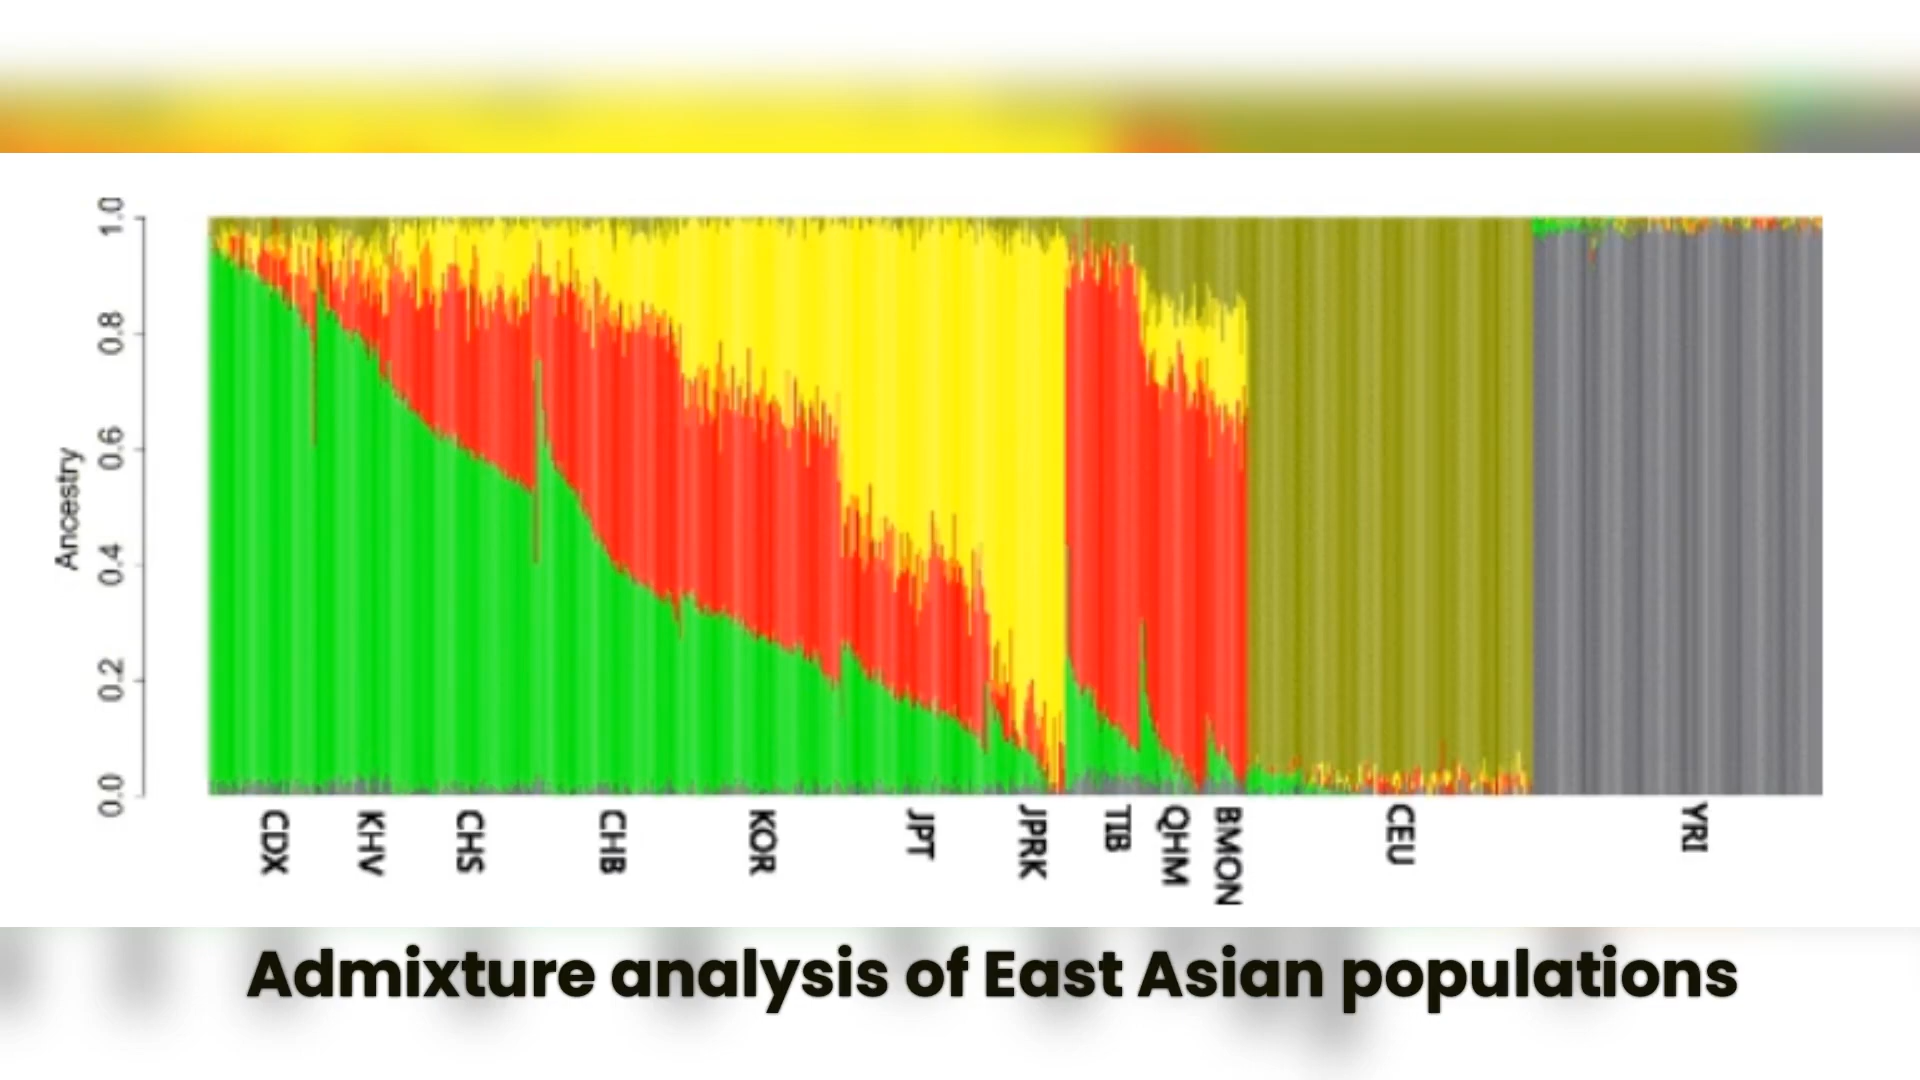 1.0
0.8
0.6
0.4
0.2
0.0
Ancestry
CDX
KHV
CHS
CHB
KOR
JPT
JPRK
TIB
QHM
BMON
CEU
YRI
Admixture analysis of East Asian populations